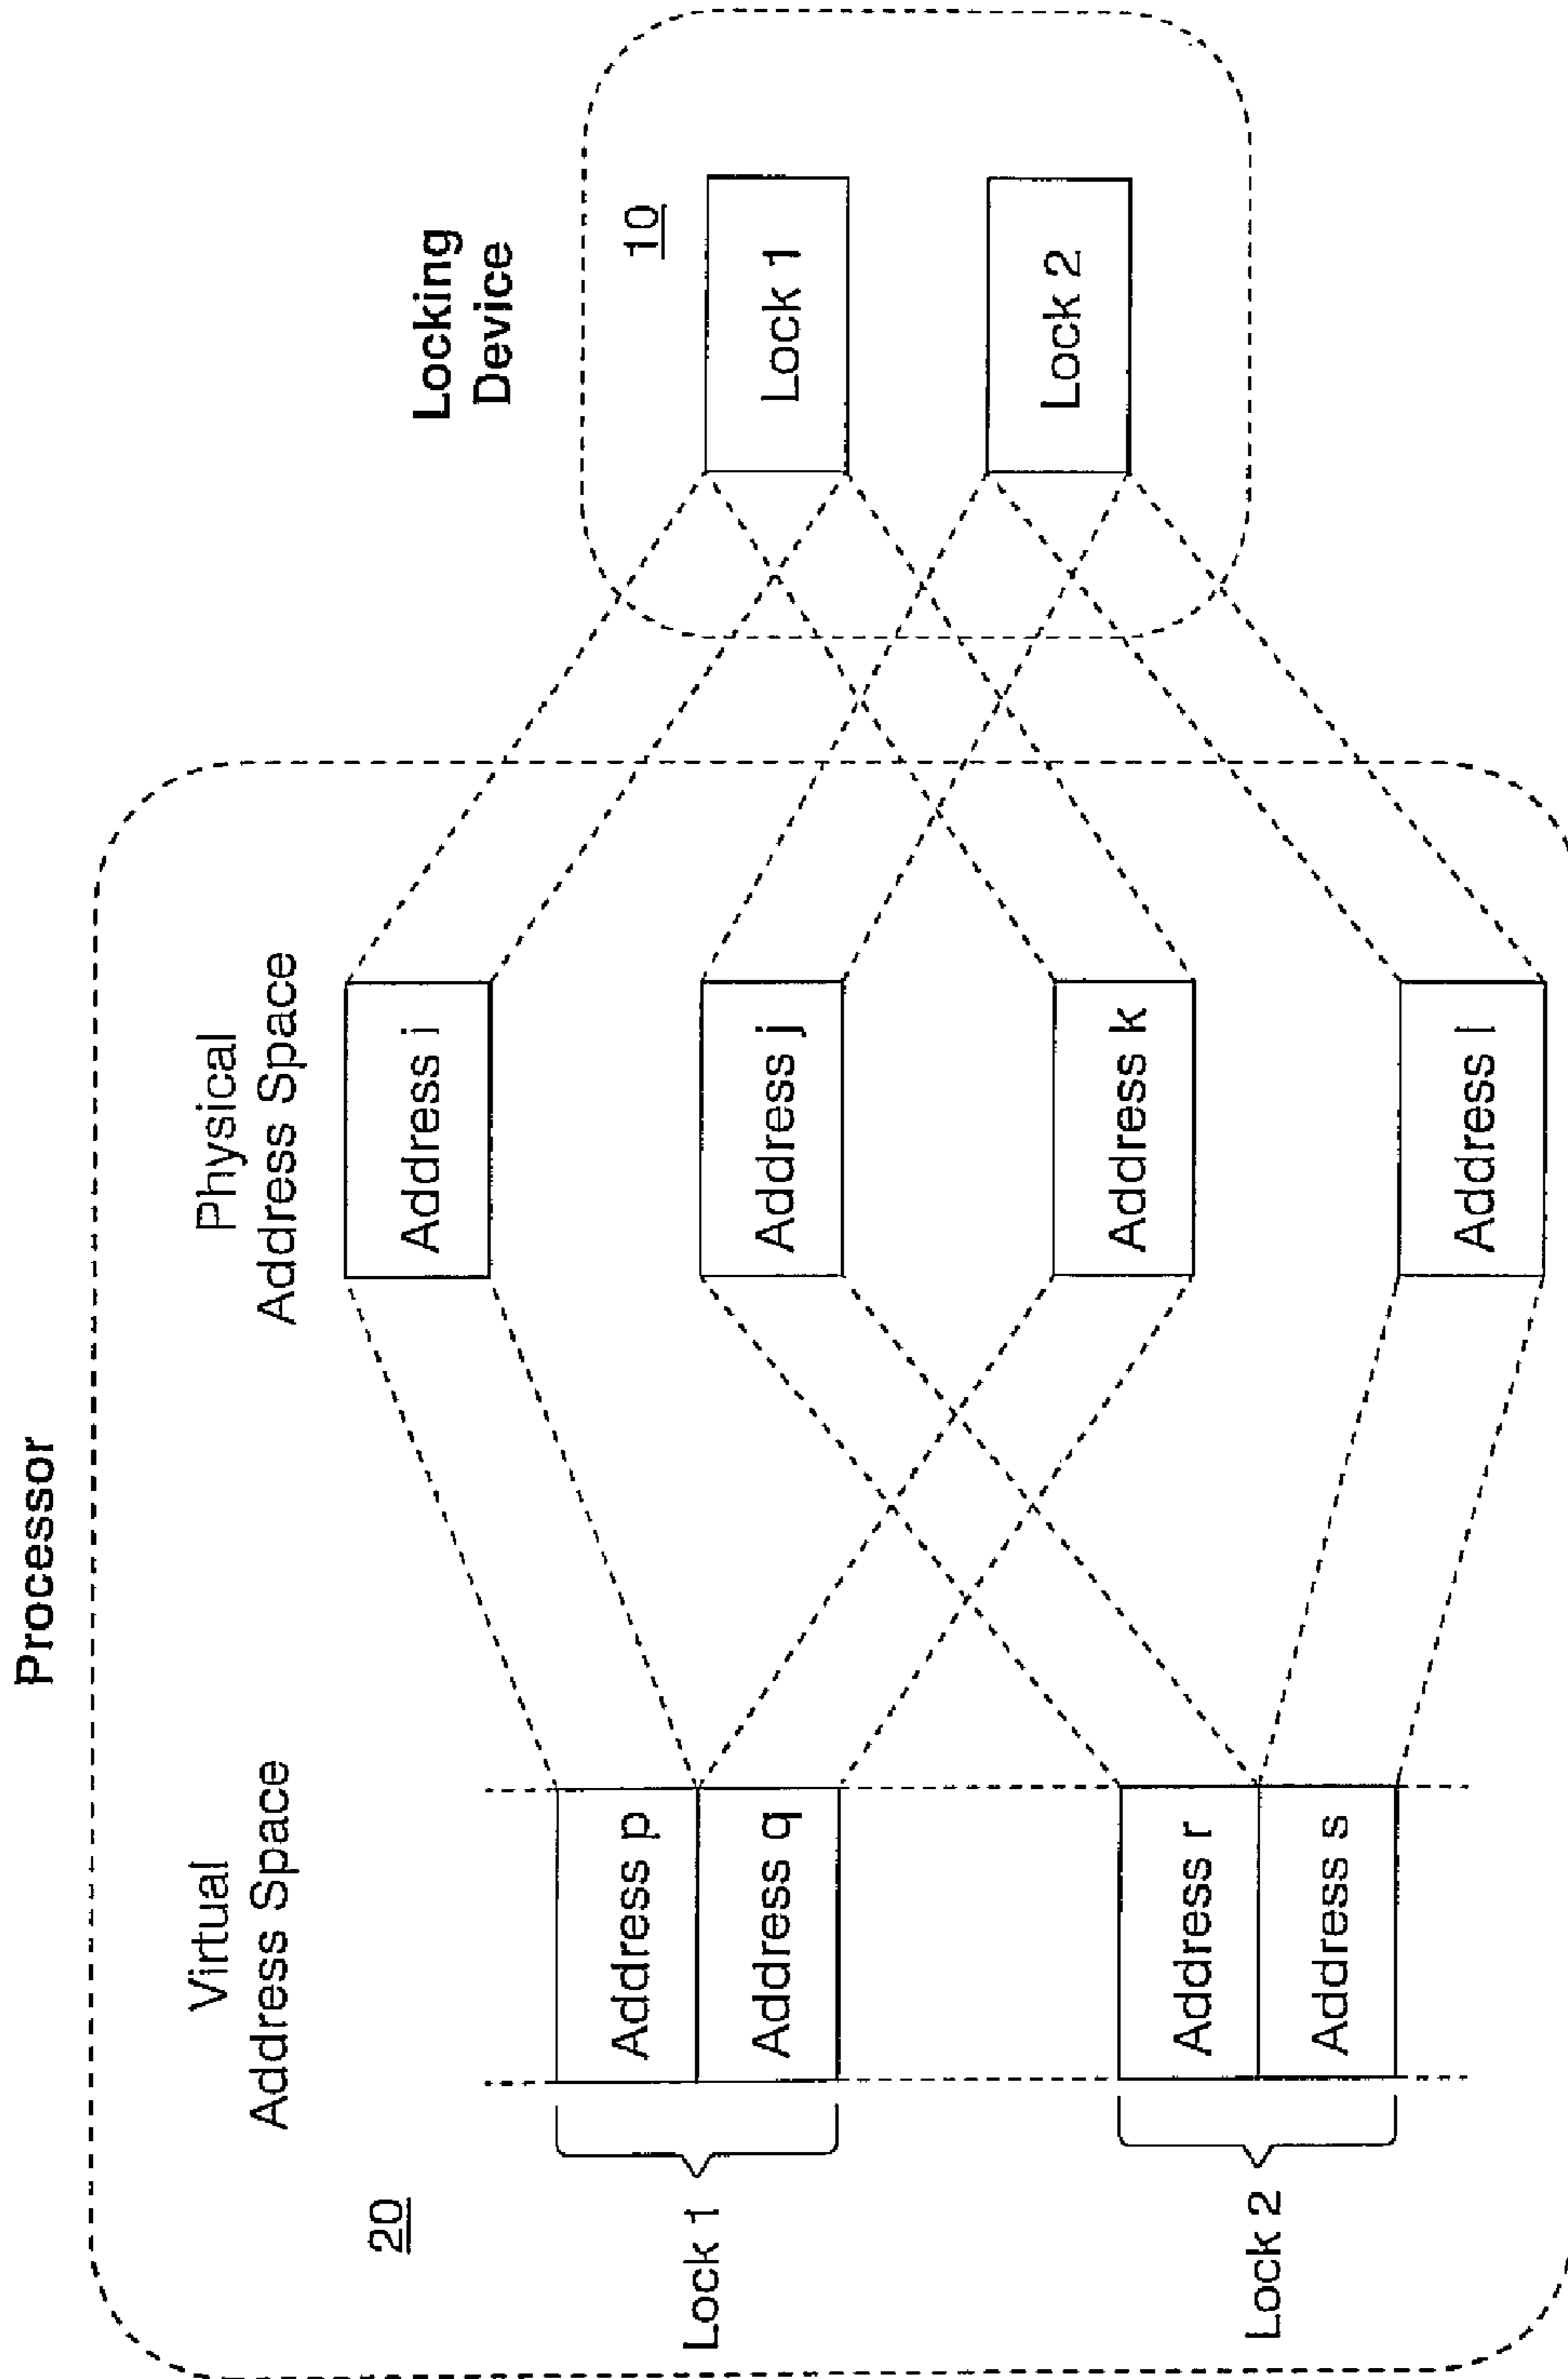 Processor
Virtual
Address Space
Physical
Address Space
Locking
Device
20
10
Lock 1
Address p
Address q
Lock 2
Address r
Address s
Address i
Address j
Address k
Address l
Lock 1
Lock 2